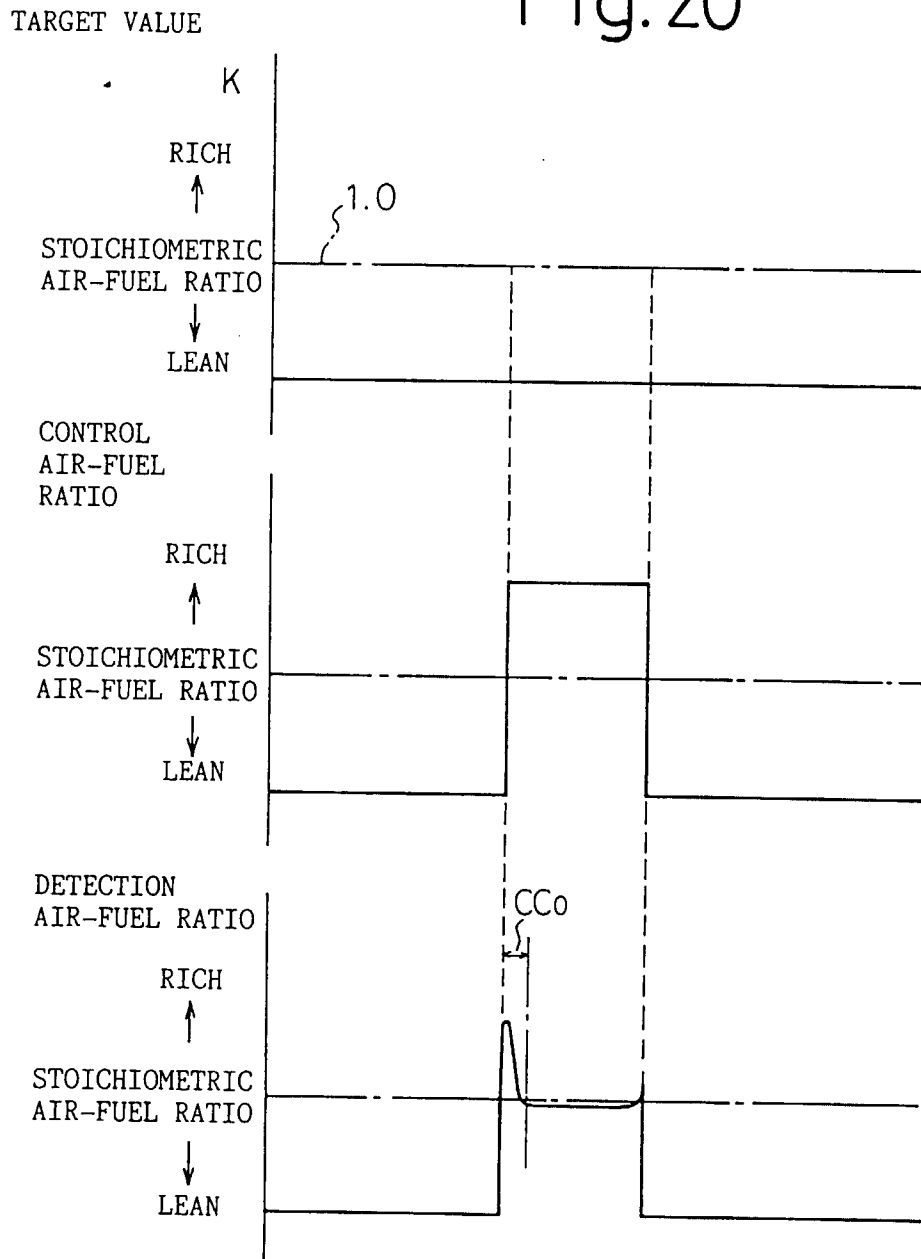 Fig. 20
TARGET VALUE
K
RICH
1.0
STOICHIOMETRIC
AIR-FUEL RATIO
LEAN
CONTROL
AIR-FUEL
RATIO
RICH
STOICHIOMETRIC
AIR-FUEL RATIO
LEAN
DETECTION
AIR-FUEL RATIO
CCo
RICH
STOICHIOMETRIC
AIR-FUEL RATIO
LEAN